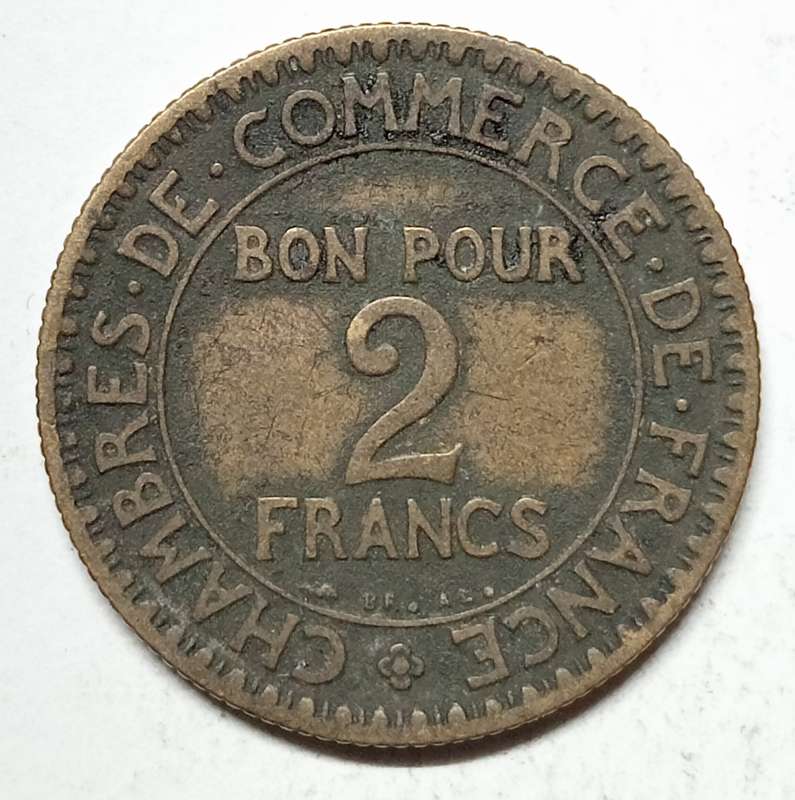 CHAMBRES·DE·COMMERCE·DE·FRANCE
BON POUR
2
FRANCS